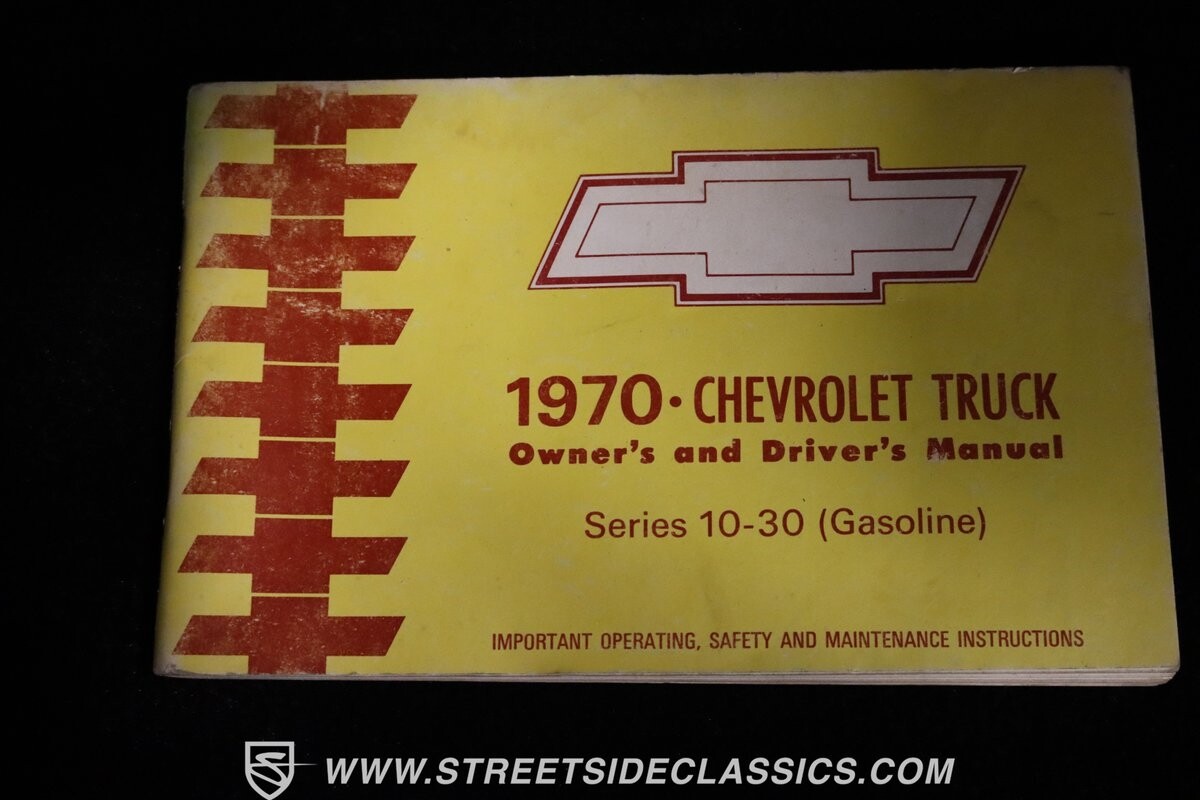 1970 · CHEVROLET TRUCK
Owner's and Driver's Manual
Series 10-30 (Gasoline)
IMPORTANT OPERATING, SAFETY AND MAINTENANCE INSTRUCTIONS
WWW.STREETSIDECLASSICS.COM